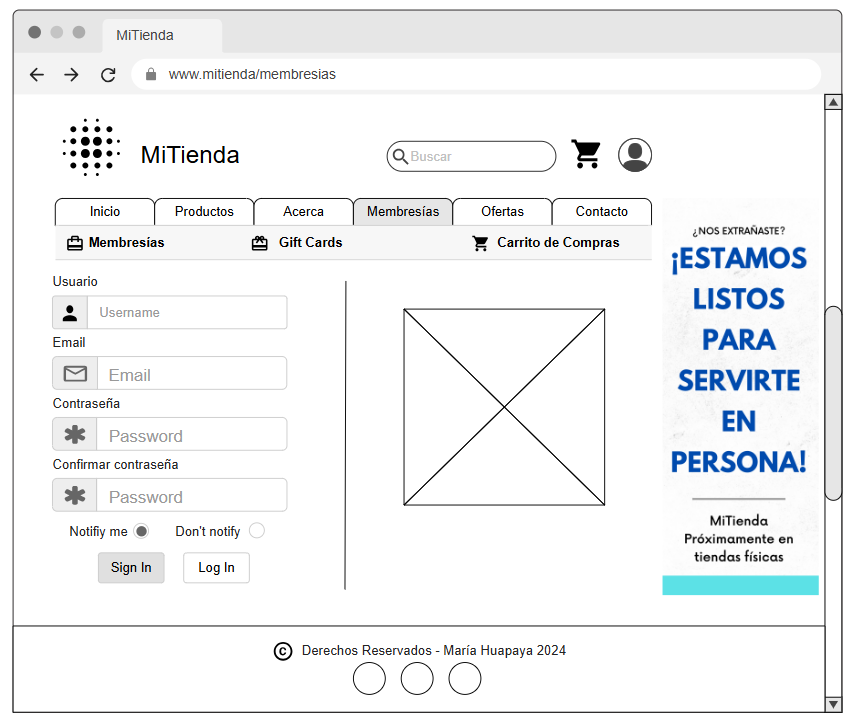 MiTienda
www.mitienda/membresias
MiTienda
Buscar
Inicio
Productos
Acerca
Membresías
Ofertas
Contacto
Membresías
Gift Cards
Carrito de Compras
Usuario
Username
Email
Email
Contraseña
Password
Confirmar contraseña
Password
Notifiy me
Don't notify
Sign In
Log In
¿NOS EXTRAÑASTE?
¡ESTAMOS
LISTOS
PARA
SERVIRTE
EN
PERSONA!
MiTienda
Próximamente en
tiendas físicas
© Derechos Reservados - María Huapaya 2024